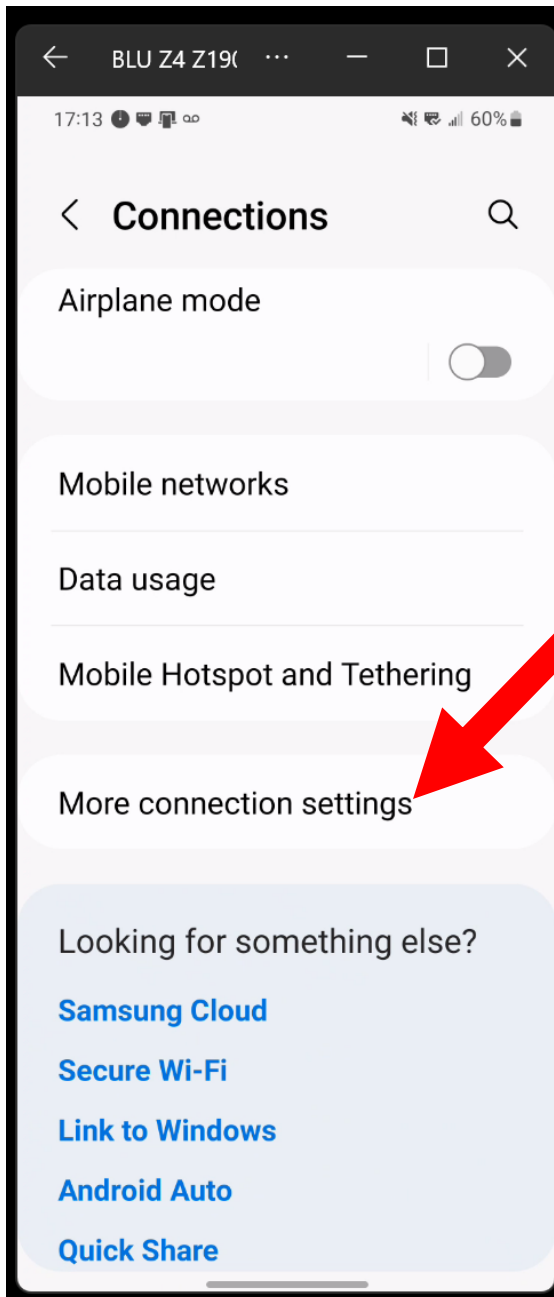 BLU Z4 Z190 ...
17:13 60%
Connections
Airplane mode
Mobile networks
Data usage
Mobile Hotspot and Tethering
More connection settings
Looking for something else?
Samsung Cloud
Secure Wi-Fi
Link to Windows
Android Auto
Quick Share